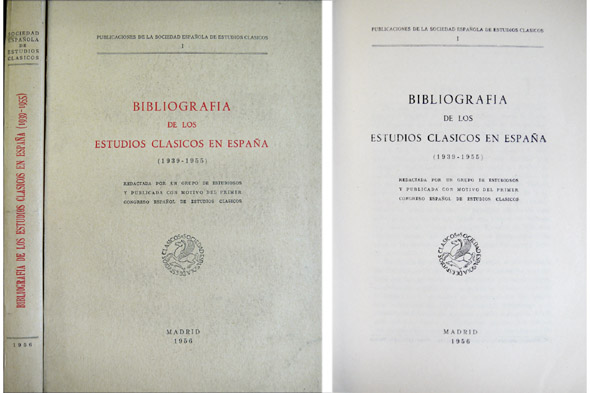 SOCIEDAD
ESPAÑOLA
DE
ESTUDIOS
CLASICOS
BIBLIOGRAFIA DE LOS ESTUDIOS CLASICOS EN ESPAÑA (1939-1955)
1956
PUBLICACIONES DE LA SOCIEDAD ESPAÑOLA DE ESTUDIOS CLASICOS
I
BIBLIOGRAFIA
DE LOS
ESTUDIOS CLASICOS EN ESPAÑA
(1939-1955)
REDACTADA POR UN GRUPO DE ESTUDIOSOS
Y PUBLICADA CON MOTIVO DEL PRIMER
CONGRESO ESPAÑOL DE ESTUDIOS CLASICOS
MADRID
1956
PUBLICACIONES DE LA SOCIEDAD ESPAÑOLA DE ESTUDIOS CLASICOS
I
BIBLIOGRAFIA
DE LOS
ESTUDIOS CLASICOS EN ESPAÑA
(1939-1955)
REDACTADA POR UN GRUPO DE ESTUDIOSOS
Y PUBLICADA CON MOTIVO DEL PRIMER
CONGRESO ESPAÑOL DE ESTUDIOS CLASICOS
MADRID
1956